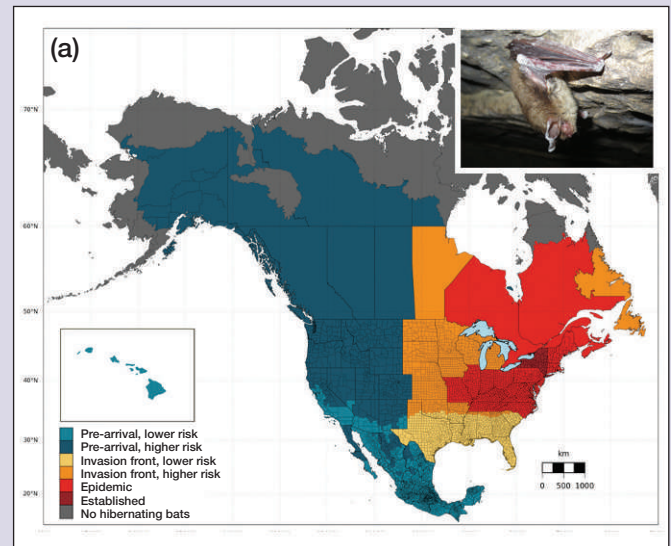 (a)
70°N
60°N
50°N
40°N
30°N
20°N
Pre-arrival, lower risk
Pre-arrival, higher risk
Invasion front, lower risk
Invasion front, higher risk
Epidemic
Established
No hibernating bats
km
0 500 1000